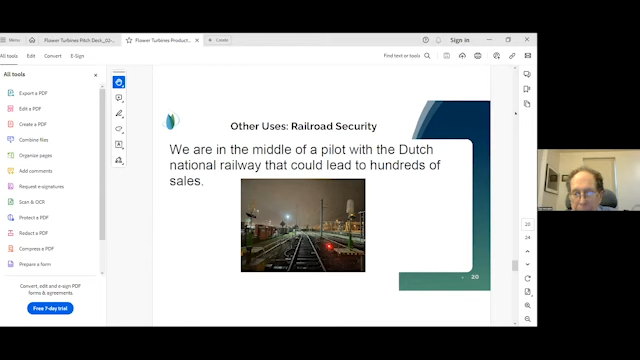 Menu
Flower Turbines Pitch Deck_02-
Flower Turbines Product...
Create
Sign in
All tools
Edit
Convert
E-Sign
Find text or tools
All tools
Export a PDF
Edit a PDF
Create a PDF
Combine files
Organize pages
Add comments
Request e-signatures
Scan & OCR
Protect a PDF
Redact a PDF
Compress a PDF
Prepare a form
Convert, edit and e-sign PDF
forms & agreements.
Free 7-day trial
Other Uses: Railroad Security
We are in the middle of a pilot with the Dutch
national railway that could lead to hundreds of
sales.
20
20
24